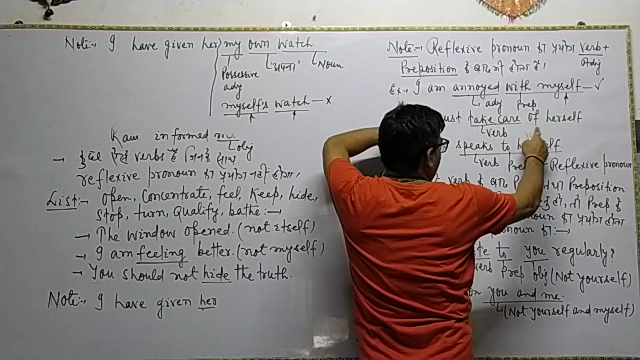 Note:- I have given her
my own watch
Possessive adj
'अपना'
Noun
myself's watch - ×
Ram informed me
obj
→ कुछ ऐसे verbs हैं जिनके साथ
reflexive pronoun का प्रयोग नहीं होता।
List:- Open, Concentrate, feel, Keep, hide,
Stop, turn, Qualify, bathe:—
→ The window opened. (not itself)
→ I am feeling better. (not myself)
→ You should not hide the truth.
Note:- I have given her
Note:- Reflexive pronoun का प्रयोग verb+
Adj
Preposition के बाद भी होता है।
Ex:- I am annoyed with myself - ✓
adj Prep
take care of herself
verb
speaks to
verb Prep Reflexive pronoun
verb के बाद Preposition
Prep के
का प्रयोग होता
pronoun का :—
to you regularly?
verb Prep obj (Not yourself)
you and me.
(Not yourself and myself)